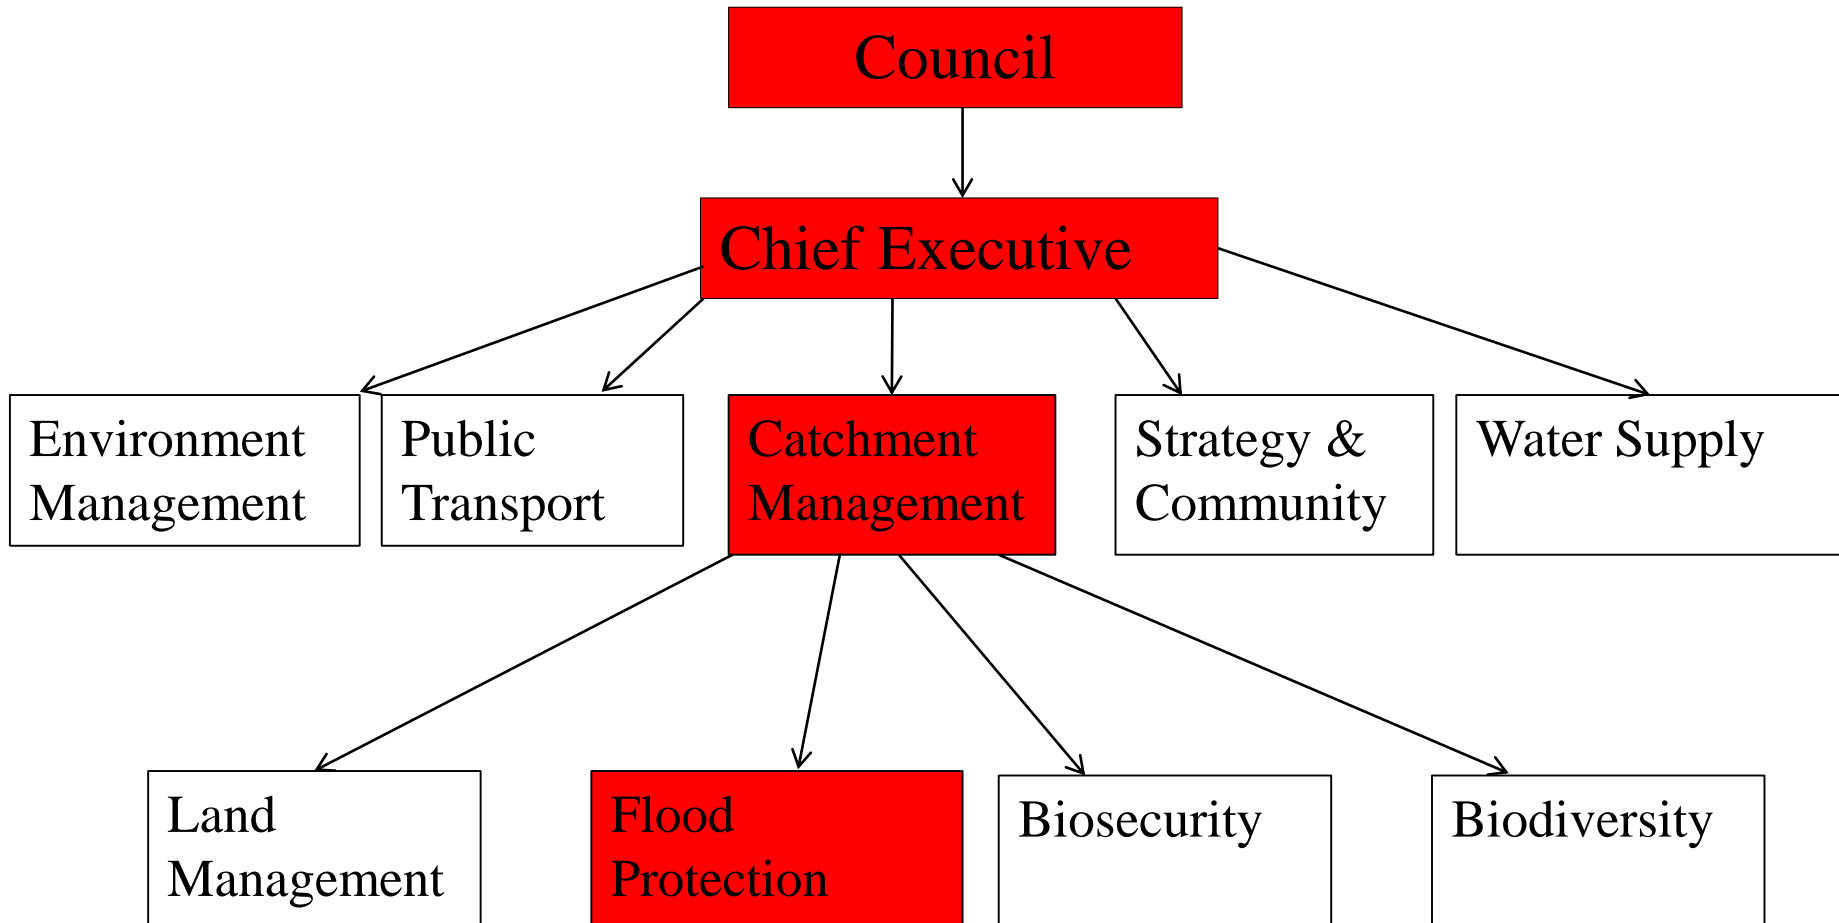 Council
Chief Executive
Environment
Management
Public
Transport
Catchment
Management
Strategy &
Community
Water Supply
Land
Management
Flood
Protection
Biosecurity
Biodiversity